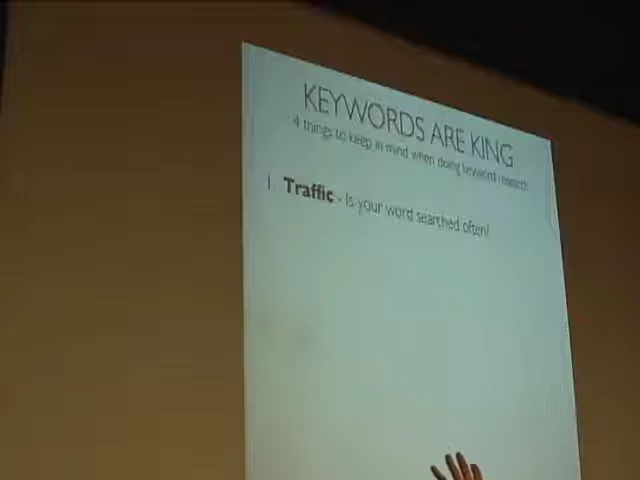 KEYWORDS ARE KING
4 things to keep in mind when doing keyword research
1. Traffic - Is your word searched often?